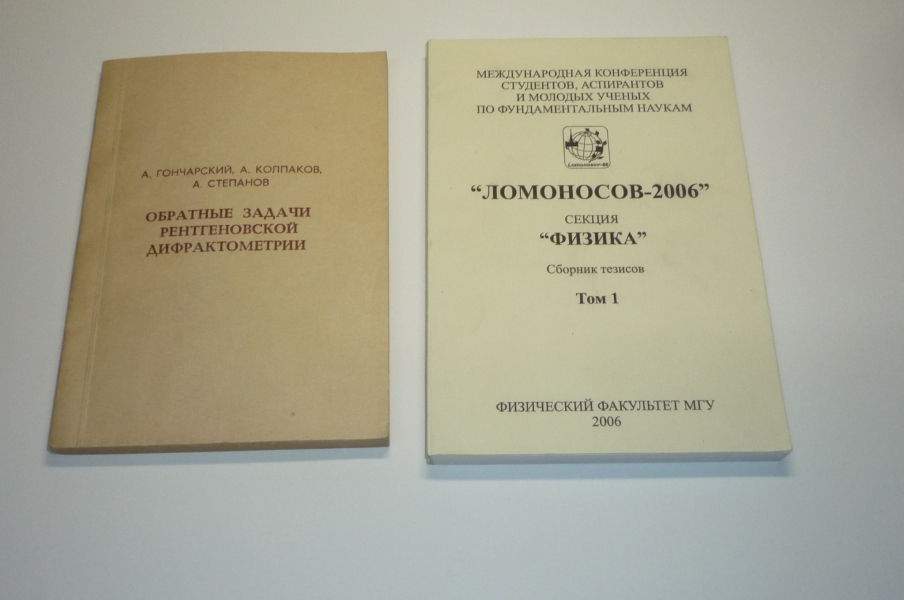 А. ГОНЧАРСКИЙ, А. КОЛПАКОВ,
А. СТЕПАНОВ
ОБРАТНЫЕ ЗАДАЧИ
РЕНТГЕНОВСКОЙ
ДИФРАКТОМЕТРИИ
МЕЖДУНАРОДНАЯ КОНФЕРЕНЦИЯ
СТУДЕНТОВ, АСПИРАНТОВ
И МОЛОДЫХ УЧЕНЫХ
ПО ФУНДАМЕНТАЛЬНЫМ НАУКАМ
"ЛОМОНОСОВ-2006"
СЕКЦИЯ
"ФИЗИКА"
Сборник тезисов
Том 1
ФИЗИЧЕСКИЙ ФАКУЛЬТЕТ МГУ
2006